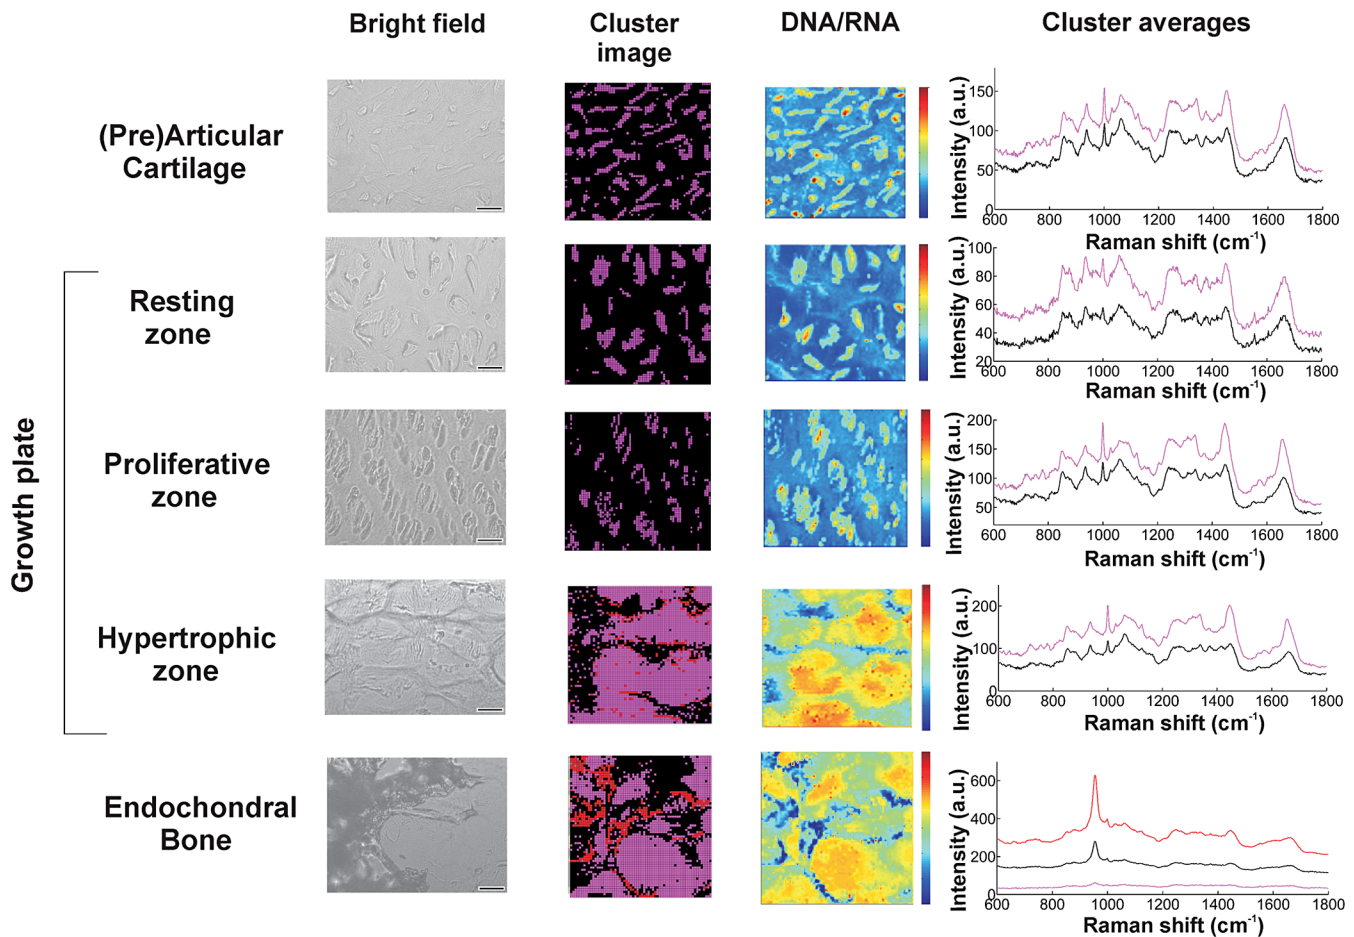 Bright field
Cluster
image
DNA/RNA
Cluster averages
(Pre)Articular
Cartilage
Intensity (a.u.)
150
100
50
0
600 800 1000 1200 1400 1600 1800
Raman shift (cm⁻¹)
Growth plate
Resting
zone
Intensity (a.u.)
100
80
60
40
20
600 800 1000 1200 1400 1600 1800
Raman shift (cm⁻¹)
Proliferative
zone
Intensity (a.u.)
200
150
100
50
600 800 1000 1200 1400 1600 1800
Raman shift (cm⁻¹)
Hypertrophic
zone
Intensity (a.u.)
200
100
0
600 800 1000 1200 1400 1600 1800
Raman shift (cm⁻¹)
Endochondral
Bone
Intensity (a.u.)
600
400
200
0
600 800 1000 1200 1400 1600 1800
Raman shift (cm⁻¹)